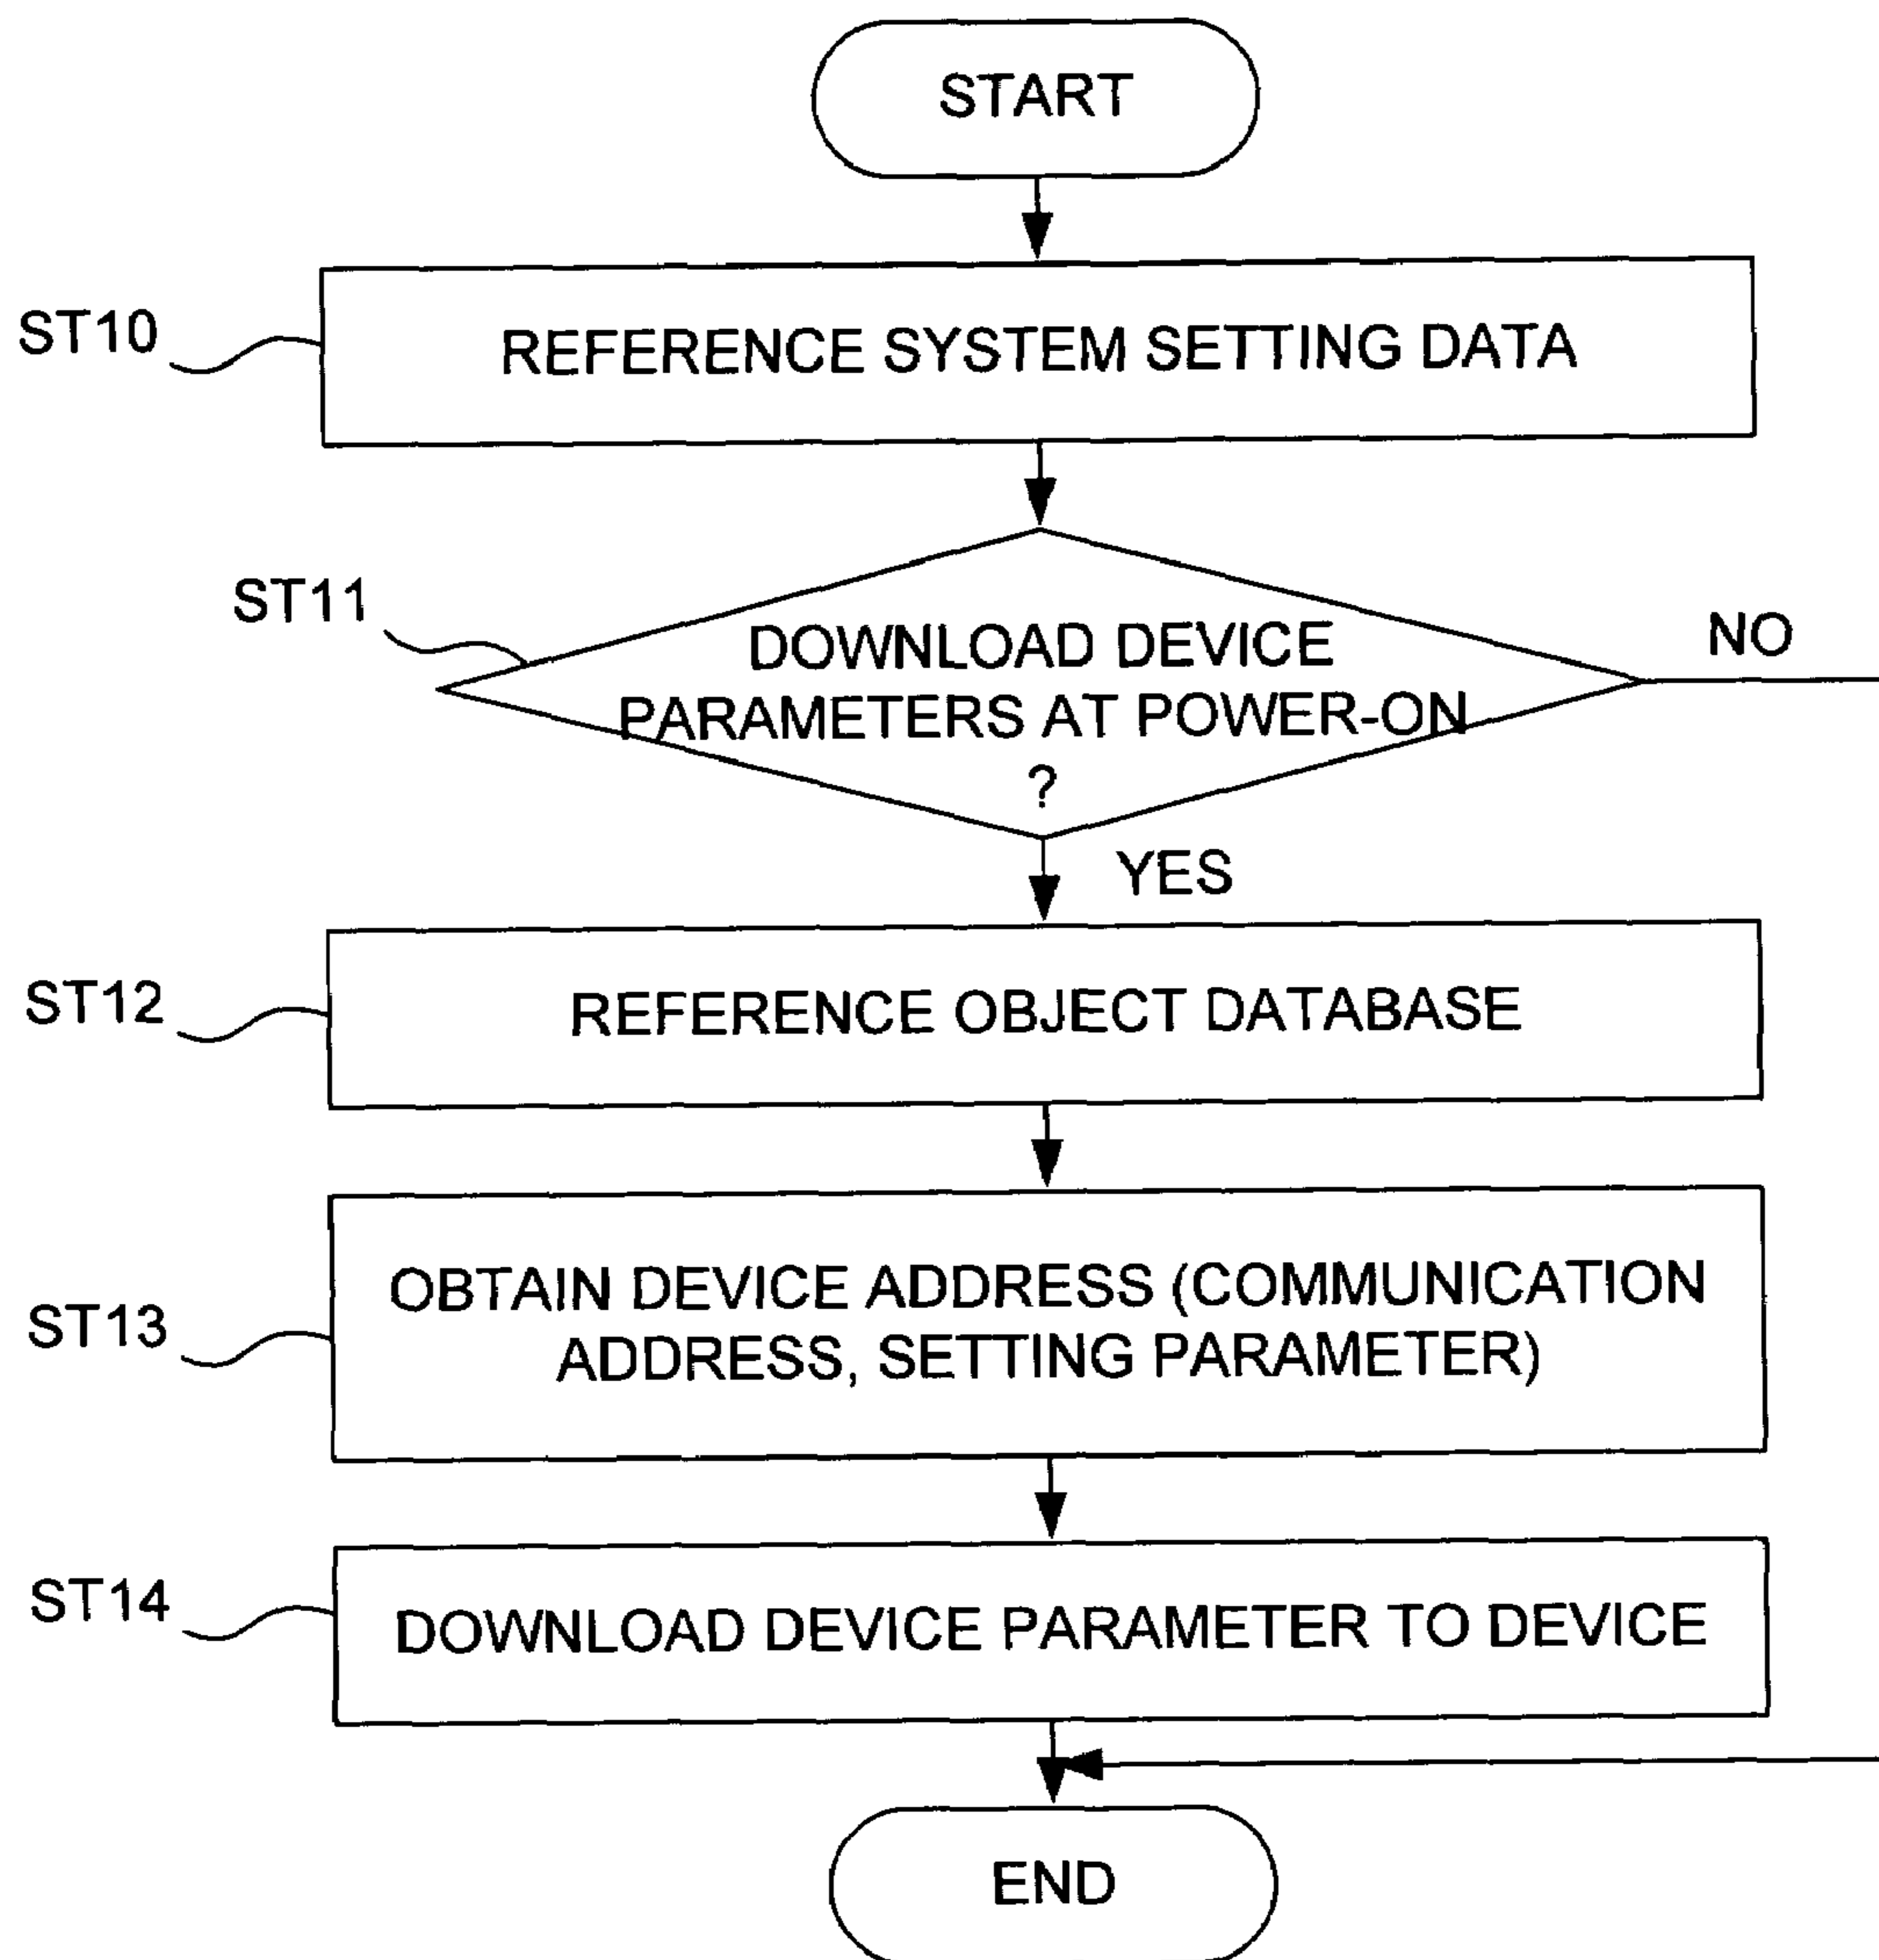 START
ST10
REFERENCE SYSTEM SETTING DATA
ST11
DOWNLOAD DEVICE
PARAMETERS AT POWER-ON
?
NO
YES
ST12
REFERENCE OBJECT DATABASE
ST13
OBTAIN DEVICE ADDRESS (COMMUNICATION
ADDRESS, SETTING PARAMETER)
ST14
DOWNLOAD DEVICE PARAMETER TO DEVICE
END